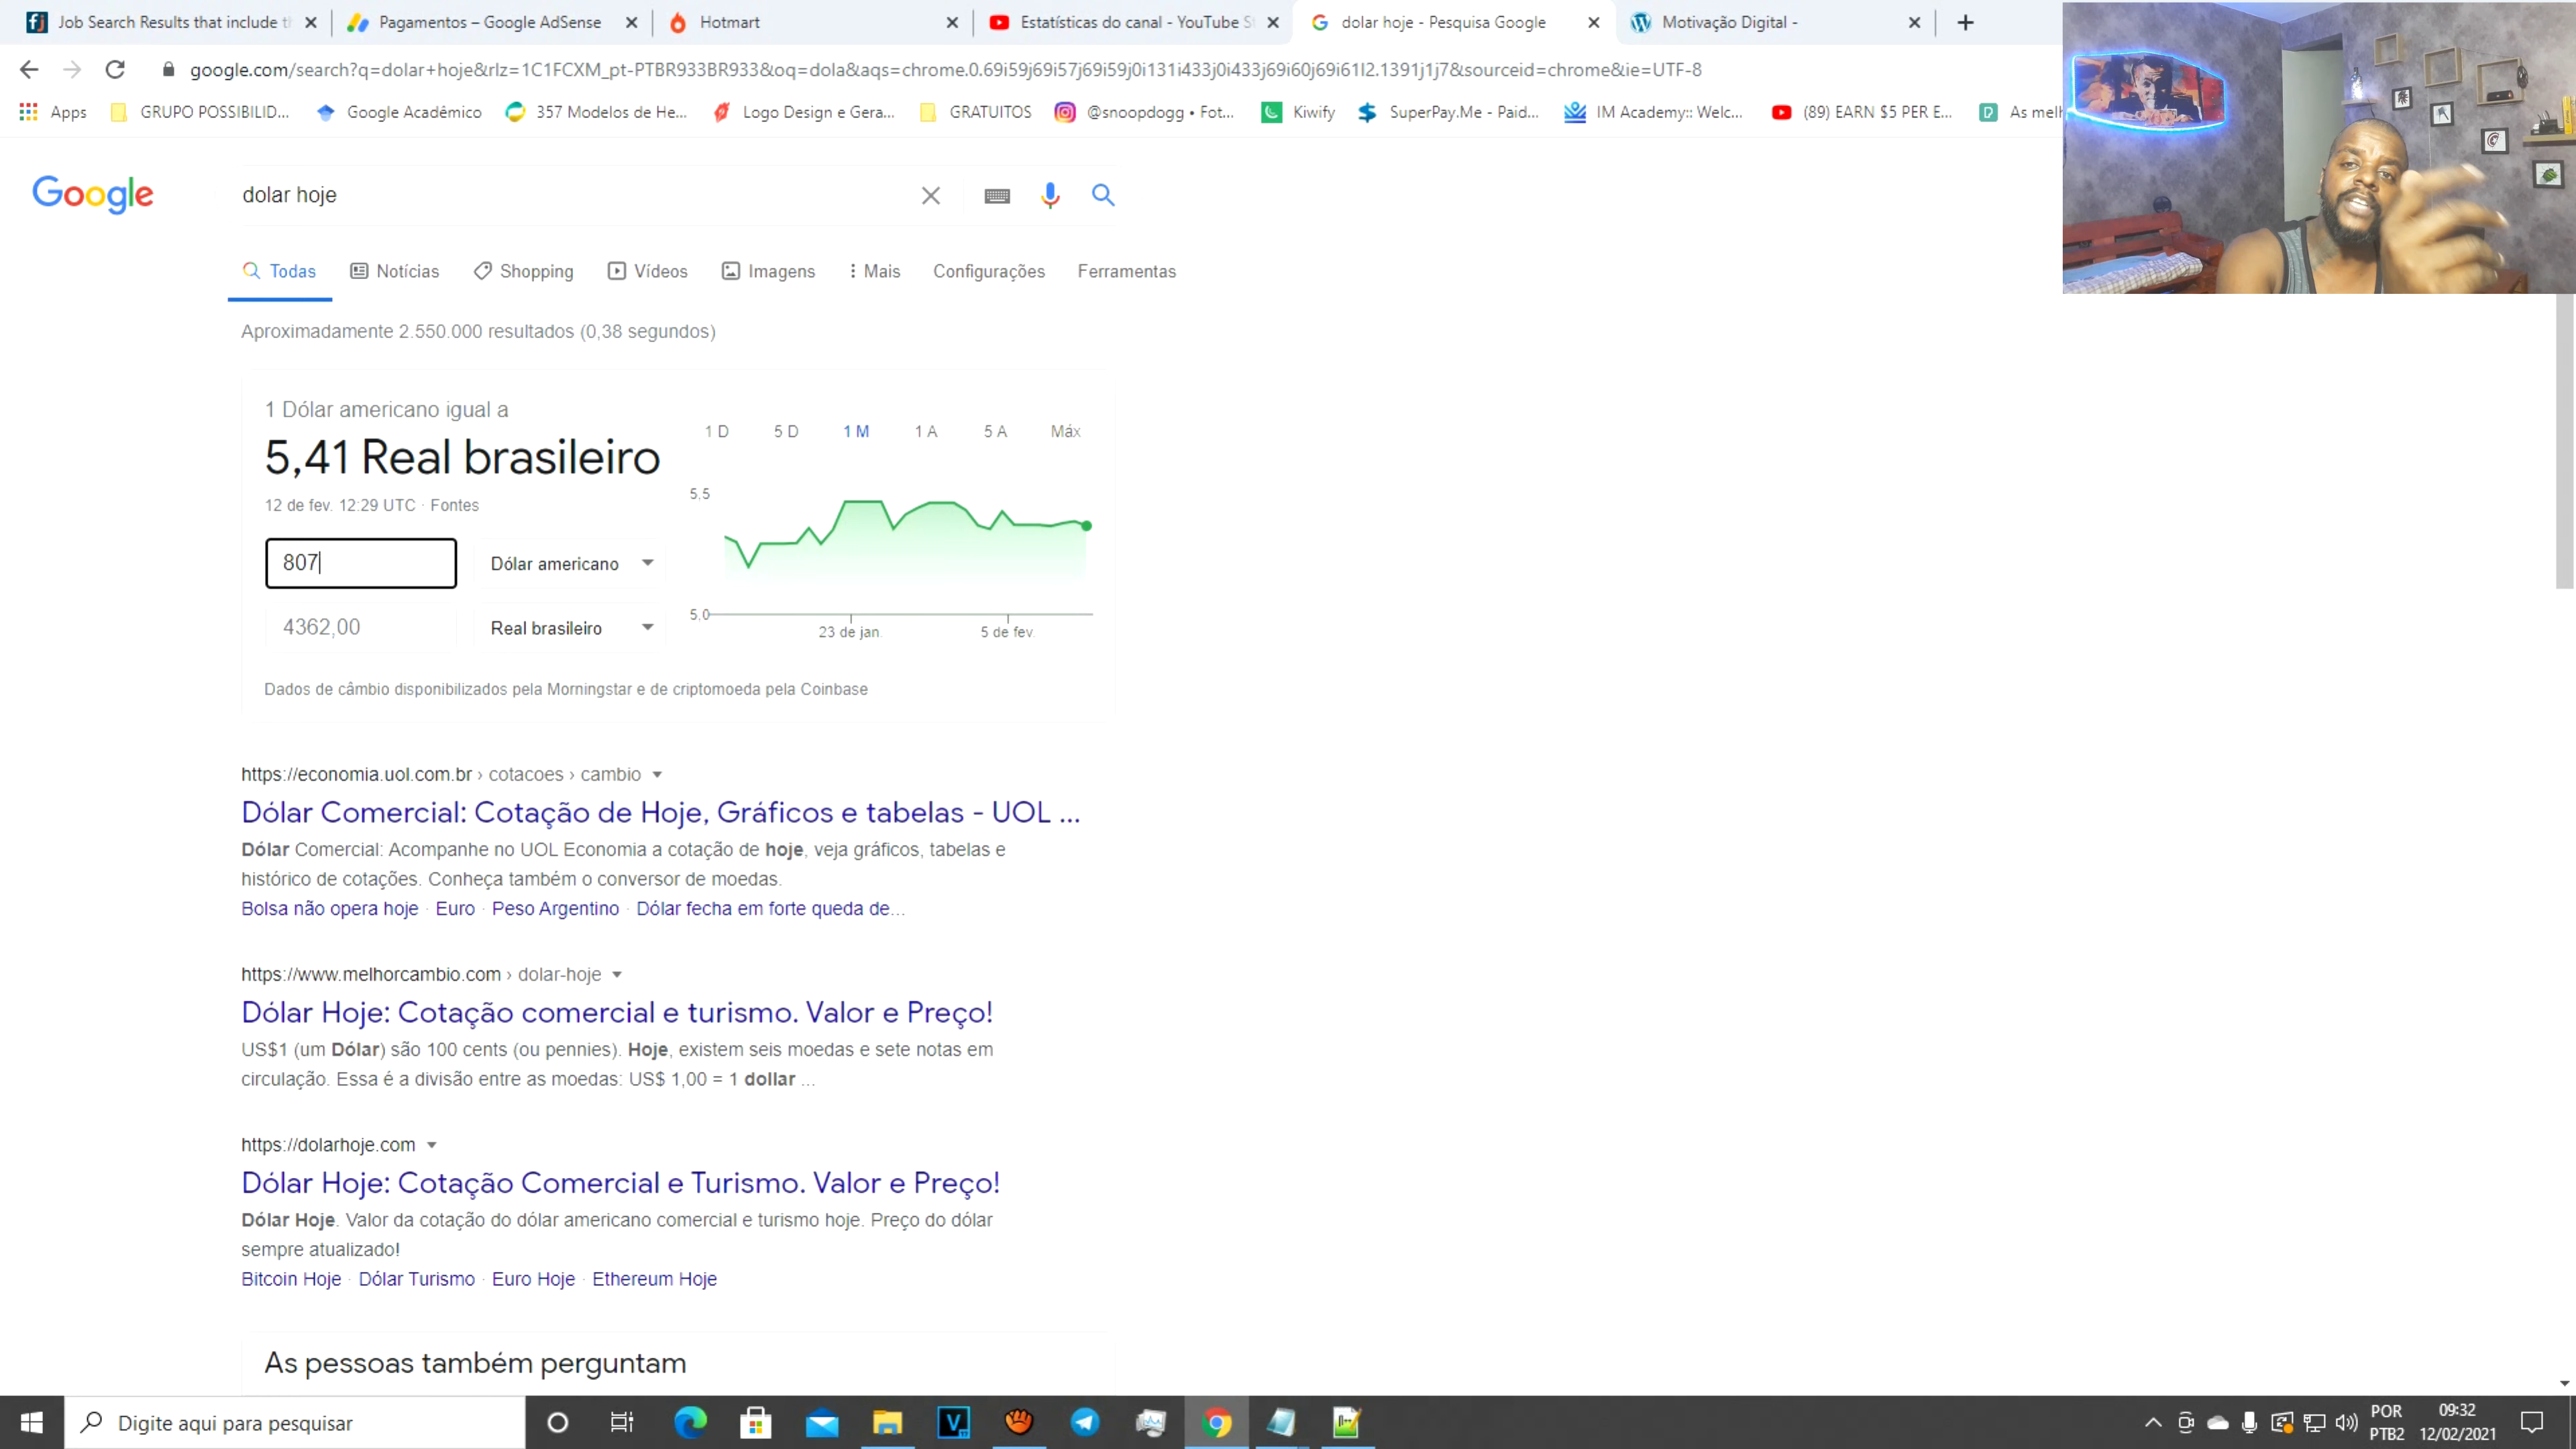 Job Search Results that include t
Pagamentos – Google AdSense
Hotmart
Estatísticas do canal - YouTube S
dolar hoje - Pesquisa Google
Motivação Digital -
google.com/search?q=dolar+hoje&rlz=1C1FCXM_pt-PTBR933BR933&oq=dola&aqs=chrome.0.69i59j69i57j69i59j0i131i433j0i433j69i60j69i61l2.1391j1j7&sourceid=chrome&ie=UTF-8
Apps
GRUPO POSSIBILID...
Google Acadêmico
357 Modelos de He...
Logo Design e Gera...
GRATUITOS
@snoopdogg • Fot...
Kiwify
SuperPay.Me - Paid...
IM Academy:: Welc...
(89) EARN $5 PER E...
As melh
Google
dolar hoje
Todas
Notícias
Shopping
Vídeos
Imagens
Mais
Configurações
Ferramentas
Aproximadamente 2.550.000 resultados (0,38 segundos)
1 Dólar americano igual a
5,41 Real brasileiro
12 de fev. 12:29 UTC · Fontes
807
Dólar americano
4362,00
Real brasileiro
1 D
5 D
1 M
1 A
5 A
Máx
5,5
5,0
23 de jan.
5 de fev.
Dados de câmbio disponibilizados pela Morningstar e de criptomoeda pela Coinbase
https://economia.uol.com.br › cotacoes › cambio
Dólar Comercial: Cotação de Hoje, Gráficos e tabelas - UOL ...
Dólar Comercial: Acompanhe no UOL Economia a cotação de hoje, veja gráficos, tabelas e
histórico de cotações. Conheça também o conversor de moedas.
Bolsa não opera hoje · Euro · Peso Argentino · Dólar fecha em forte queda de...
https://www.melhorcambio.com › dolar-hoje
Dólar Hoje: Cotação comercial e turismo. Valor e Preço!
US$1 (um Dólar) são 100 cents (ou pennies). Hoje, existem seis moedas e sete notas em
circulação. Essa é a divisão entre as moedas: US$ 1,00 = 1 dollar ...
https://dolarhoje.com
Dólar Hoje: Cotação Comercial e Turismo. Valor e Preço!
Dólar Hoje. Valor da cotação do dólar americano comercial e turismo hoje. Preço do dólar
sempre atualizado!
Bitcoin Hoje · Dólar Turismo · Euro Hoje · Ethereum Hoje
As pessoas também perguntam
Digite aqui para pesquisar
POR
PTB2
09:32
12/02/2021